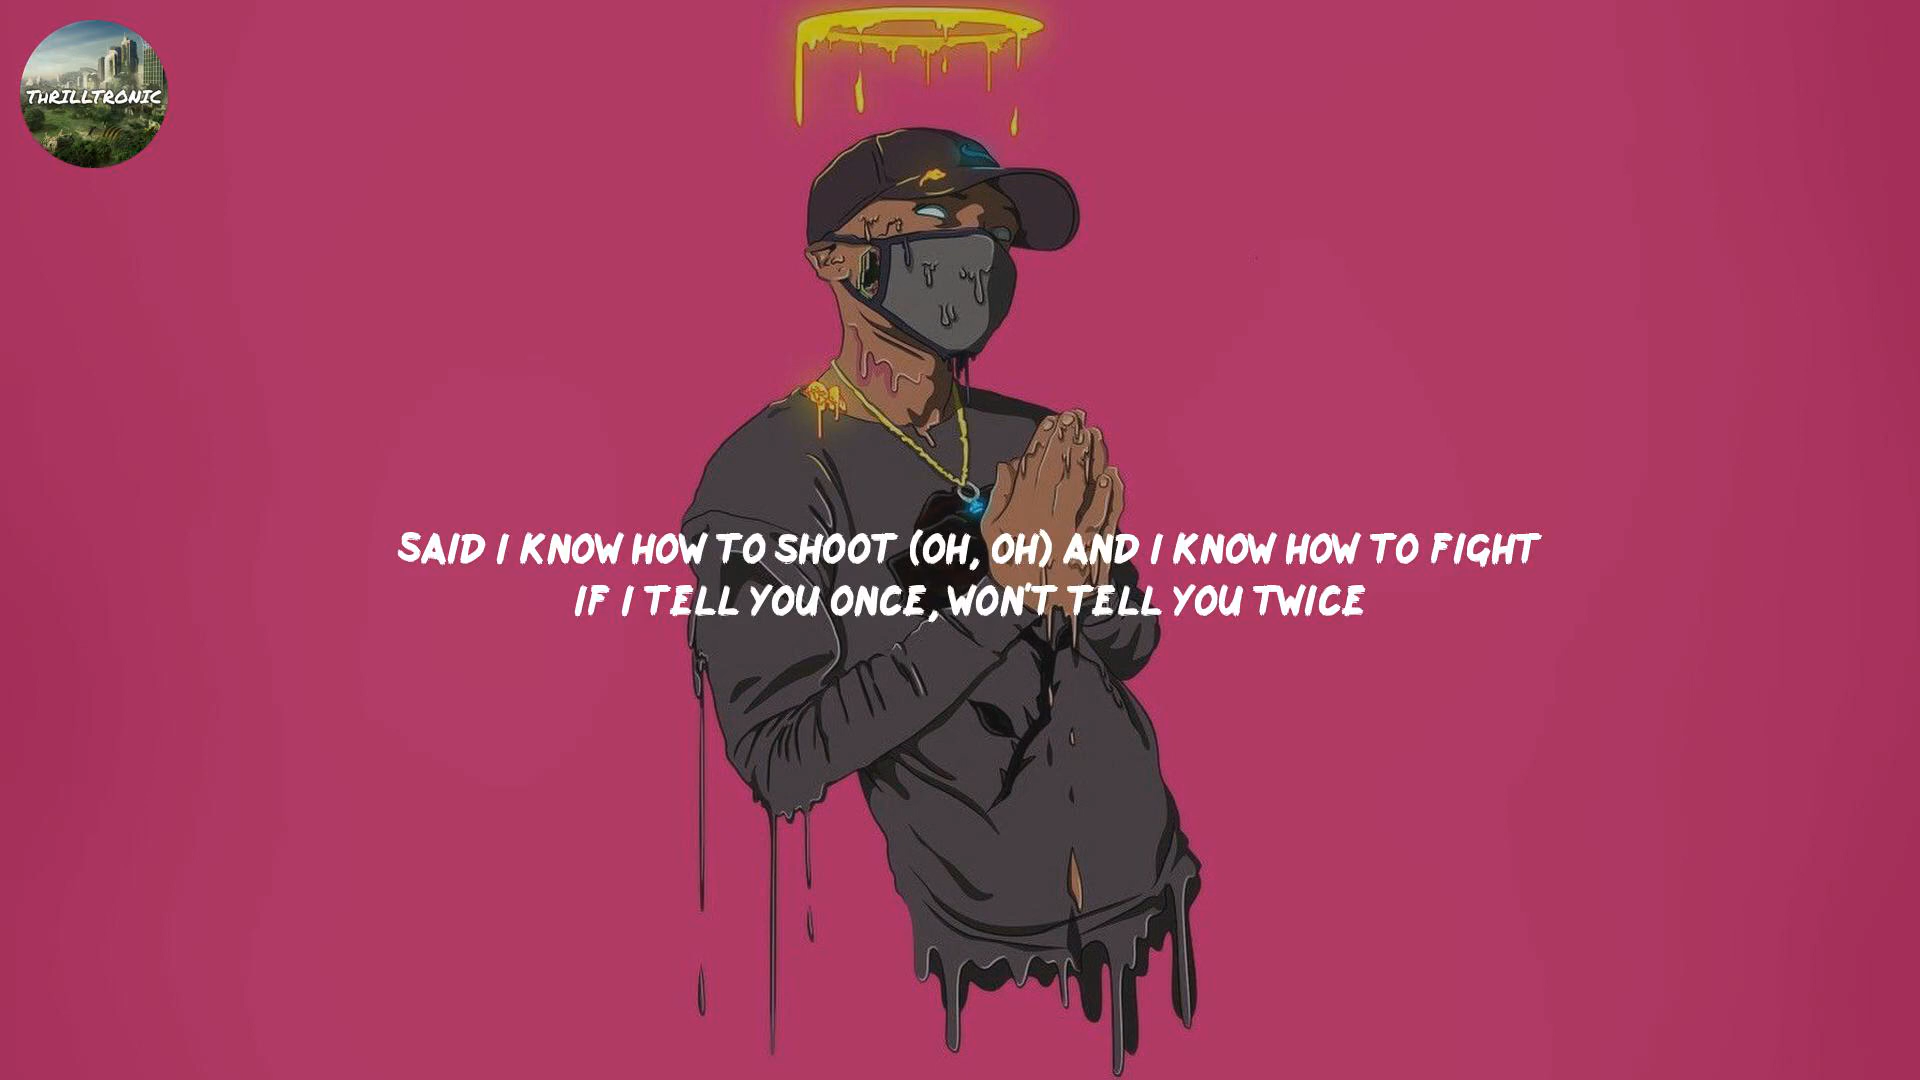 THRILLTRONIC
SAID I KNOW HOW TO SHOOT (OH, OH) AND I KNOW HOW TO FIGHT
IF I TELL YOU ONCE, WON'T TELL YOU TWICE